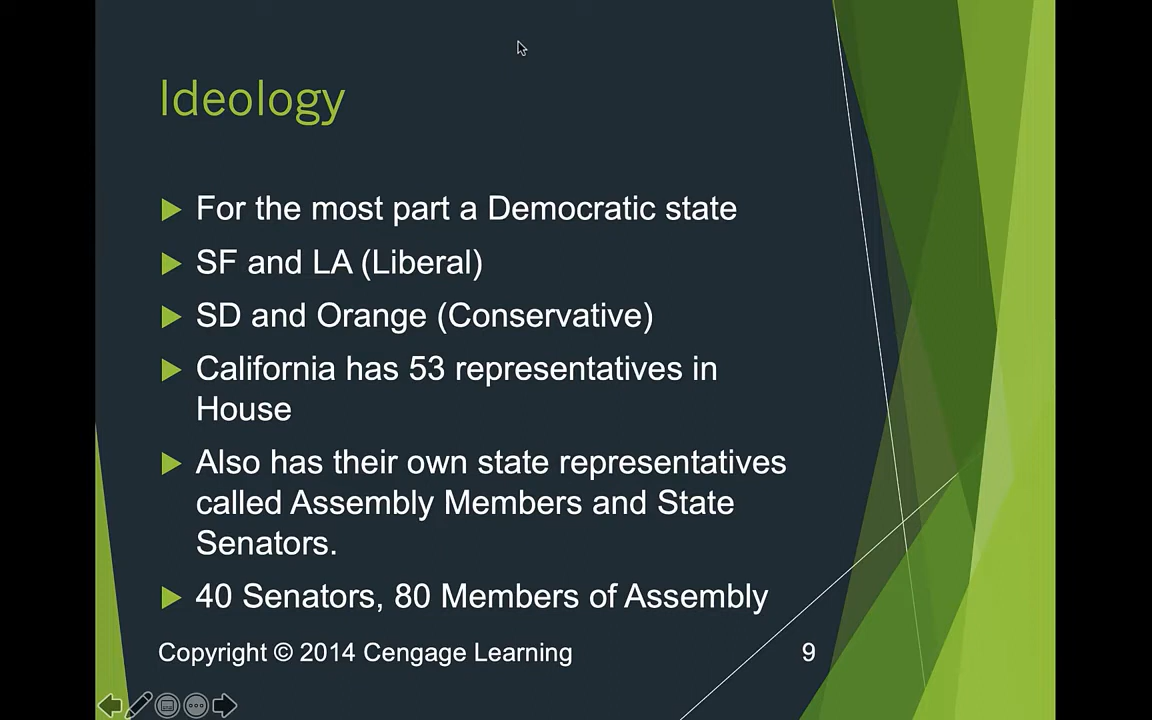 Ideology
For the most part a Democratic state
SF and LA (Liberal)
SD and Orange (Conservative)
California has 53 representatives in
House
Also has their own state representatives
called Assembly Members and State
Senators.
40 Senators, 80 Members of Assembly
Copyright © 2014 Cengage Learning 9